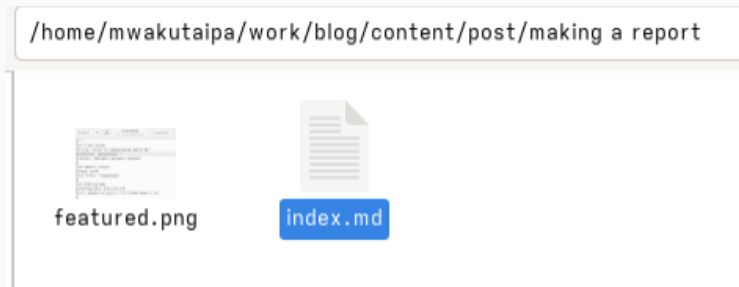 /home/mwakutaipa/work/blog/content/post/making a report
featured.png
index.md